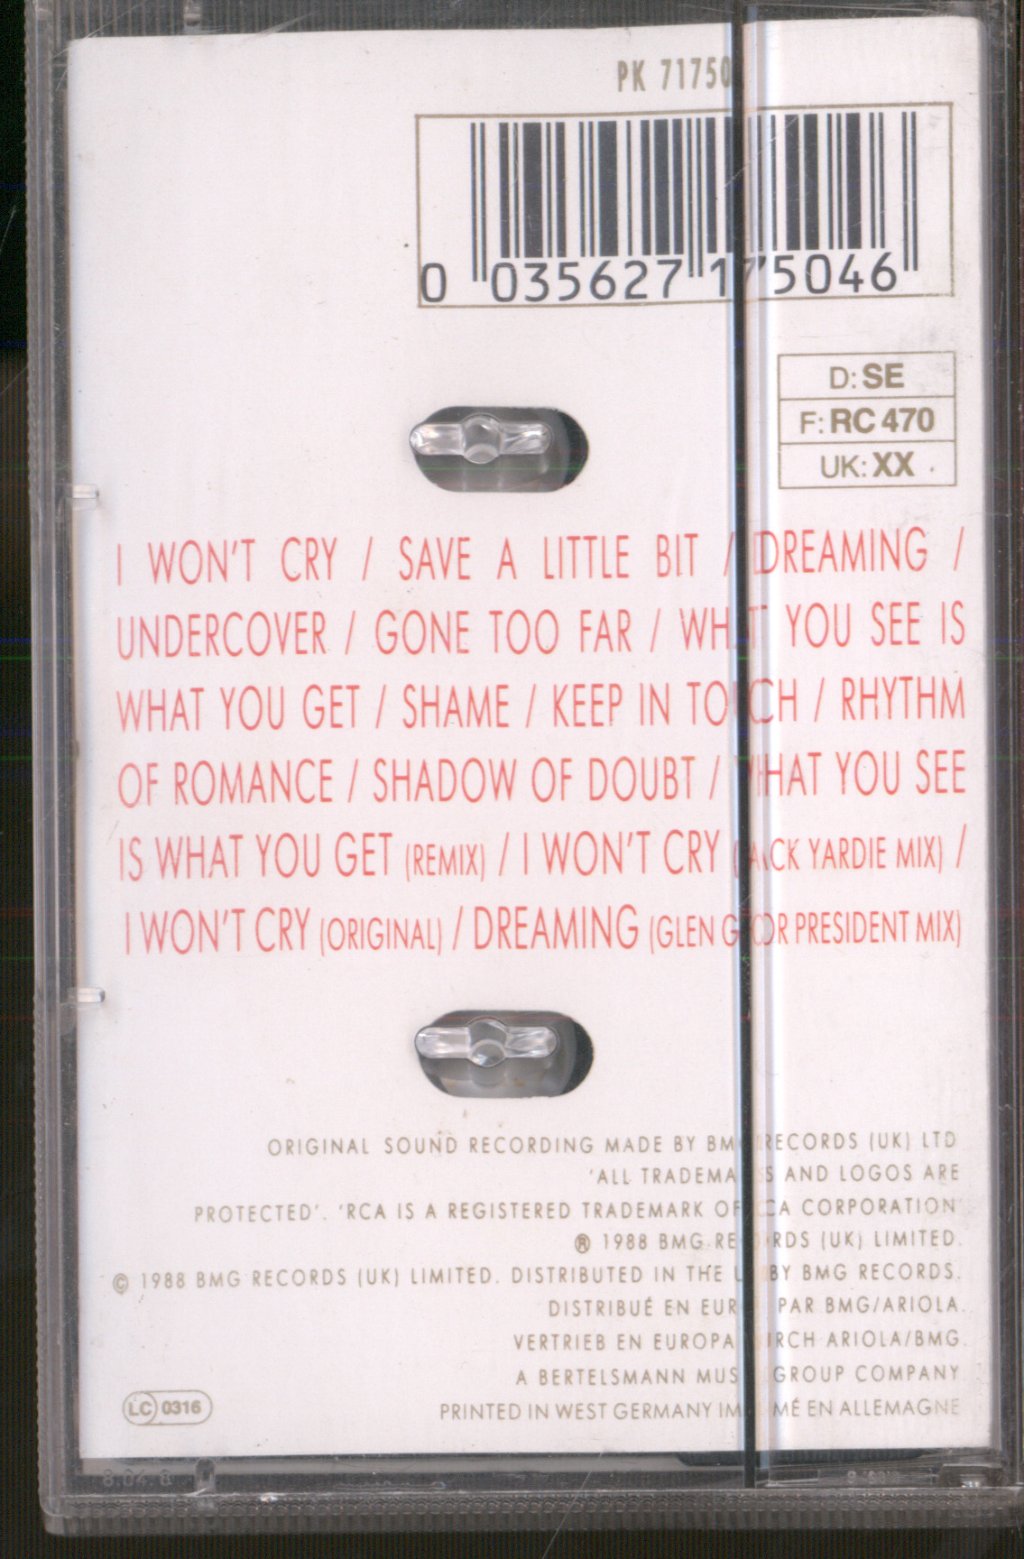 PK 71750
0 035627 175046
D: SE
F: RC 470
UK: XX
I WON'T CRY / SAVE A LITTLE BIT / DREAMING /
UNDERCOVER / GONE TOO FAR / WHAT YOU SEE IS
WHAT YOU GET / SHAME / KEEP IN TOUCH / RHYTHM
OF ROMANCE / SHADOW OF DOUBT / WHAT YOU SEE
IS WHAT YOU GET (REMIX) / I WON'T CRY YARDIE MIX) /
I WON'T CRY (ORIGINAL) / DREAMING (GLEN G FOR PRESIDENT MIX)
ORIGINAL SOUND RECORDING MADE BY BMG RECORDS (UK) LTD
'ALL TRADEMARKS AND LOGOS ARE
PROTECTED'. 'RCA IS A REGISTERED TRADEMARK OF RCA CORPORATION'
® 1988 BMG RECORDS (UK) LIMITED.
© 1988 BMG RECORDS (UK) LIMITED. DISTRIBUTED IN THE UK BY BMG RECORDS.
DISTRIBUÉ EN EUROPE PAR BMG/ARIOLA.
VERTRIEB EN EUROPA DURCH ARIOLA/BMG.
A BERTELSMANN MUSIC GROUP COMPANY
PRINTED IN WEST GERMANY IMPRIMÉ EN ALLEMAGNE
LC 0316